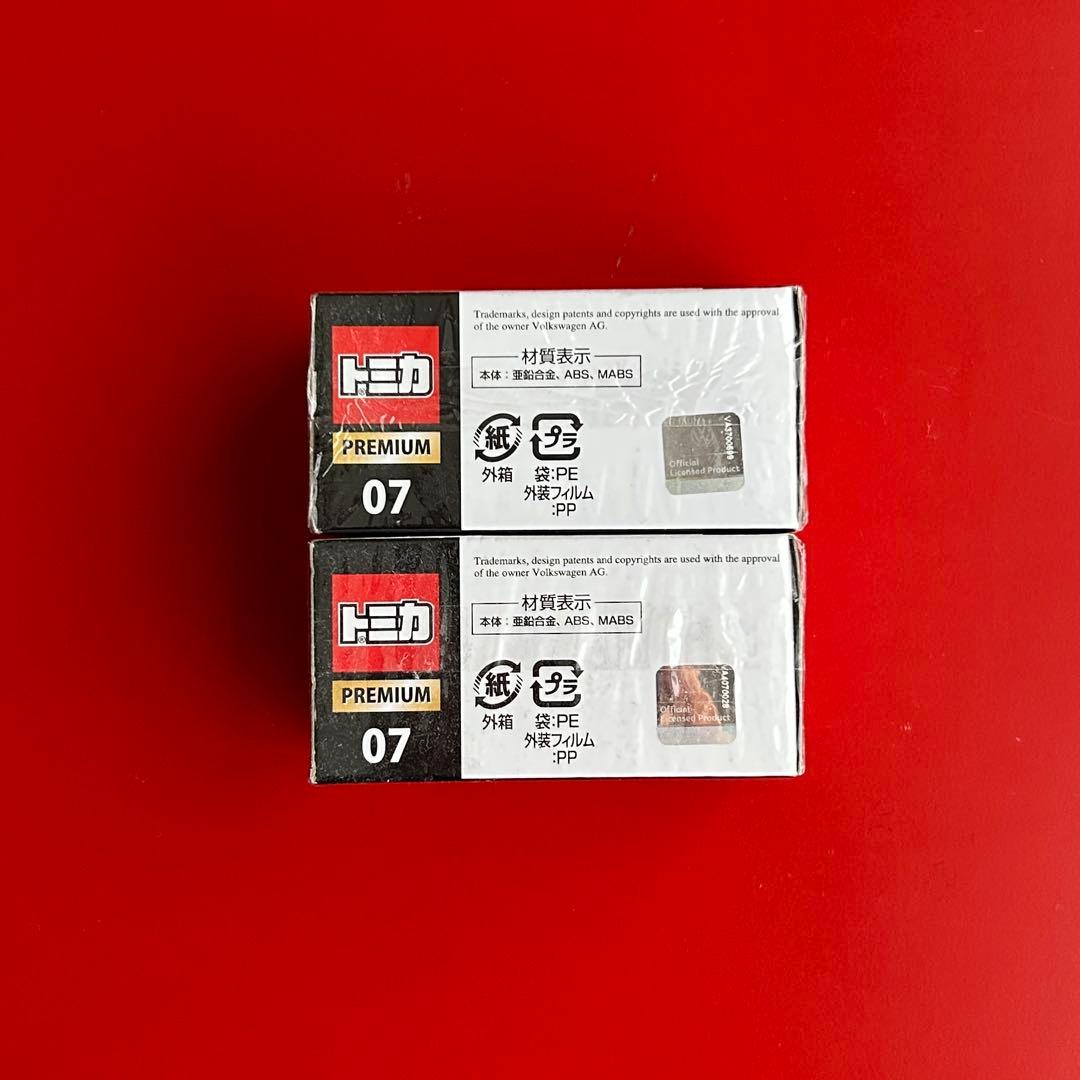 Trademarks, design patents and copyrights are used with the approval
of the owner Volkswagen AG.
トミカ
®
PREMIUM
07
材質表示
本体：亜鉛合金、ABS、MABS
紙
外箱
プラ
袋:PE
外装フィルム
:PP
VA3700699
Official
Licensed Product
Trademarks, design patents and copyrights are used with the approval
of the owner Volkswagen AG.
トミカ
®
PREMIUM
07
材質表示
本体：亜鉛合金、ABS、MABS
紙
外箱
プラ
袋:PE
外装フィルム
:PP
Official
Licensed Product